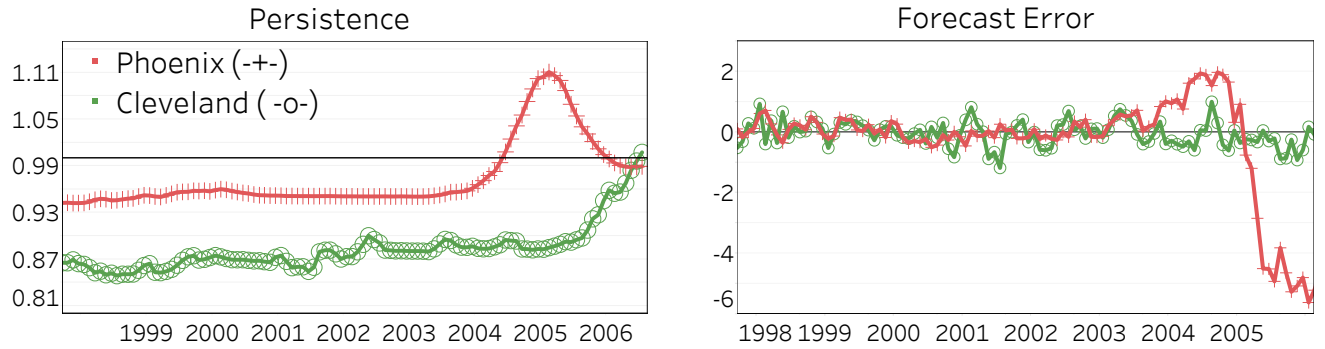 Persistence
Phoenix (-+-)
Cleveland ( -o-)
1.11
1.05
0.99
0.93
0.87
0.81
1999 2000 2001 2002 2003 2004 2005 2006
Forecast Error
2
0
-2
-4
-6
1998 1999 2000 2001 2002 2003 2004 2005